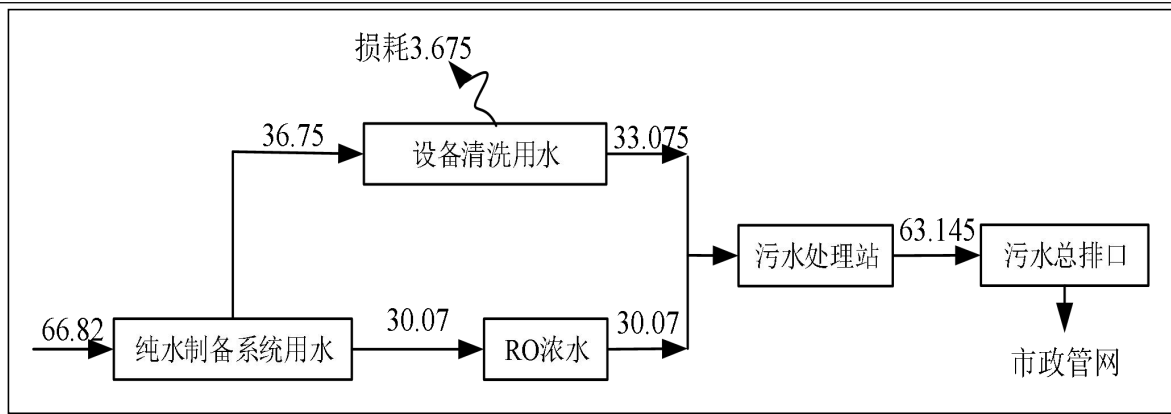 损耗3.675
36.75
设备清洗用水
33.075
污水处理站
63.145
污水总排口
66.82
纯水制备系统用水
30.07
RO浓水
30.07
市政管网